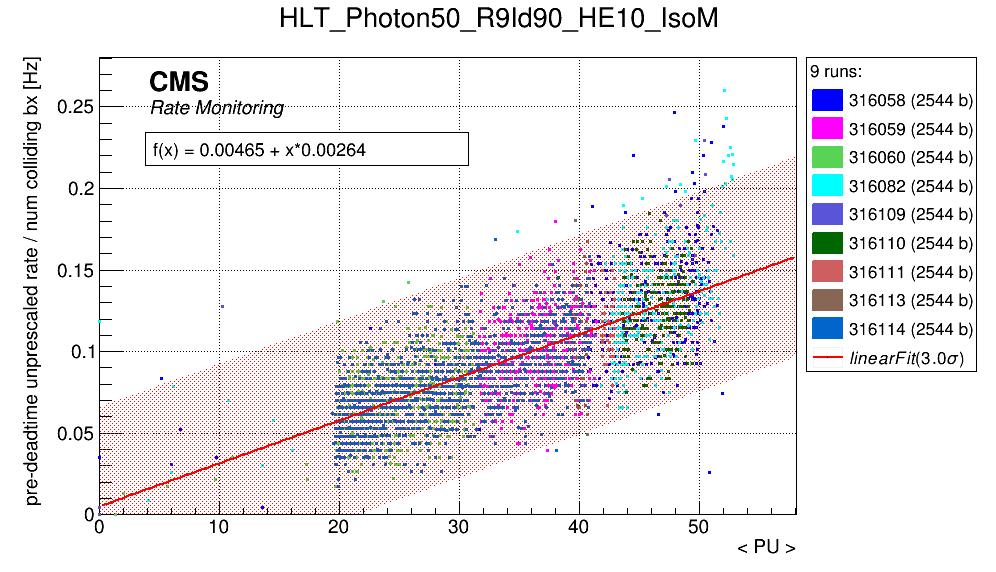 HLT_Photon50_R9Id90_HE10_IsoM
pre-deadtime unprescaled rate / num colliding bx [Hz]
CMS
Rate Monitoring
f(x) = 0.00465 + x*0.00264
0.25
0.2
0.15
0.1
0.05
0
0 10 20 30 40 50
< PU >
9 runs:
316058 (2544 b)
316059 (2544 b)
316060 (2544 b)
316082 (2544 b)
316109 (2544 b)
316110 (2544 b)
316111 (2544 b)
316113 (2544 b)
316114 (2544 b)
linearFit(3.0σ)